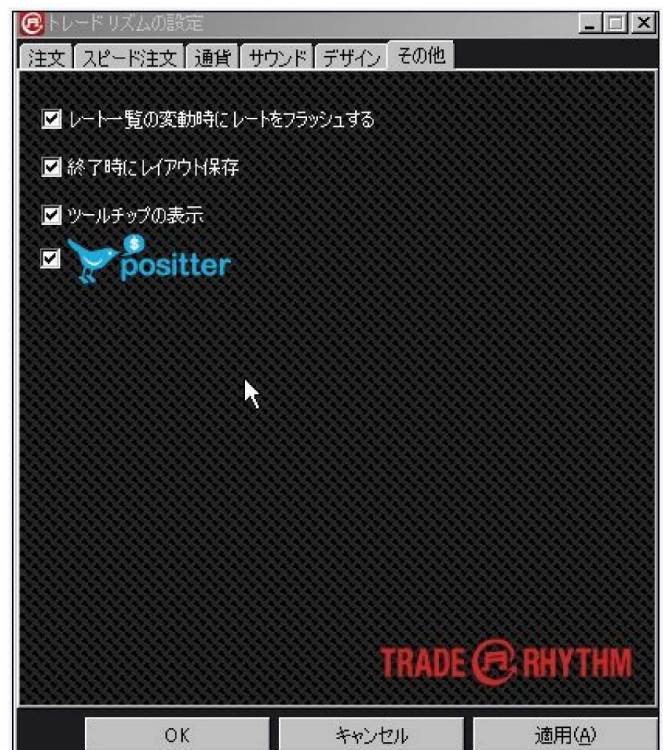 トレードリズムの設定
注文 スピード注文 通貨 サウンド デザイン その他
レート一覧の変動時にレートをフラッシュする
終了時にレイアウト保存
ツールチップの表示
$ positter
TRADE RHYTHM
OK キャンセル 適用(A)